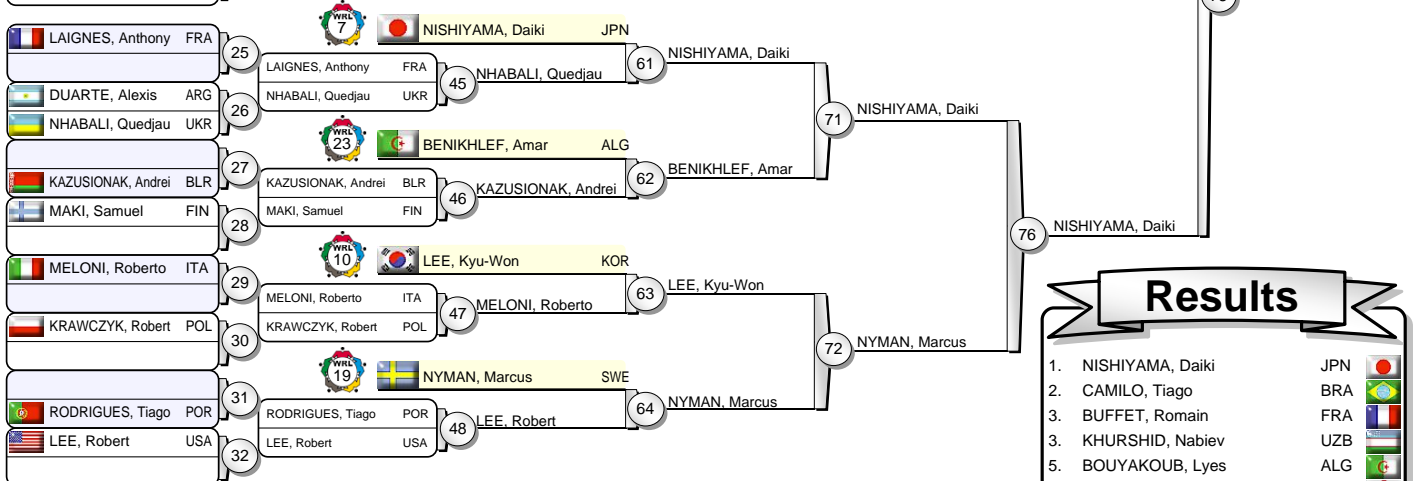 LAIGNES, Anthony FRA
25
DUARTE, Alexis ARG
26
NHABALI, Quedjau UKR
27
KAZUSIONAK, Andrei BLR
MAKI, Samuel FIN
28
MELONI, Roberto ITA
29
KRAWCZYK, Robert POL
30
31
RODRIGUES, Tiago POR
LEE, Robert USA
32
WRL
7
NISHIYAMA, Daiki JPN
LAIGNES, Anthony FRA
45
NHABALI, Quedjau UKR
NHABALI, Quedjau
WRL
23
BENIKHLEF, Amar ALG
KAZUSIONAK, Andrei BLR
46
MAKI, Samuel FIN
KAZUSIONAK, Andrei
WRL
10
LEE, Kyu-Won KOR
MELONI, Roberto ITA
47
KRAWCZYK, Robert POL
MELONI, Roberto
WRL
19
NYMAN, Marcus SWE
RODRIGUES, Tiago POR
48
LEE, Robert USA
LEE, Robert
61
NISHIYAMA, Daiki
62
BENIKHLEF, Amar
63
LEE, Kyu-Won
64
NYMAN, Marcus
71
NISHIYAMA, Daiki
72
NYMAN, Marcus
76
NISHIYAMA, Daiki
Results
1. NISHIYAMA, Daiki JPN
2. CAMILO, Tiago BRA
3. BUFFET, Romain FRA
3. KHURSHID, Nabiev UZB
5. BOUYAKOUB, Lyes ALG